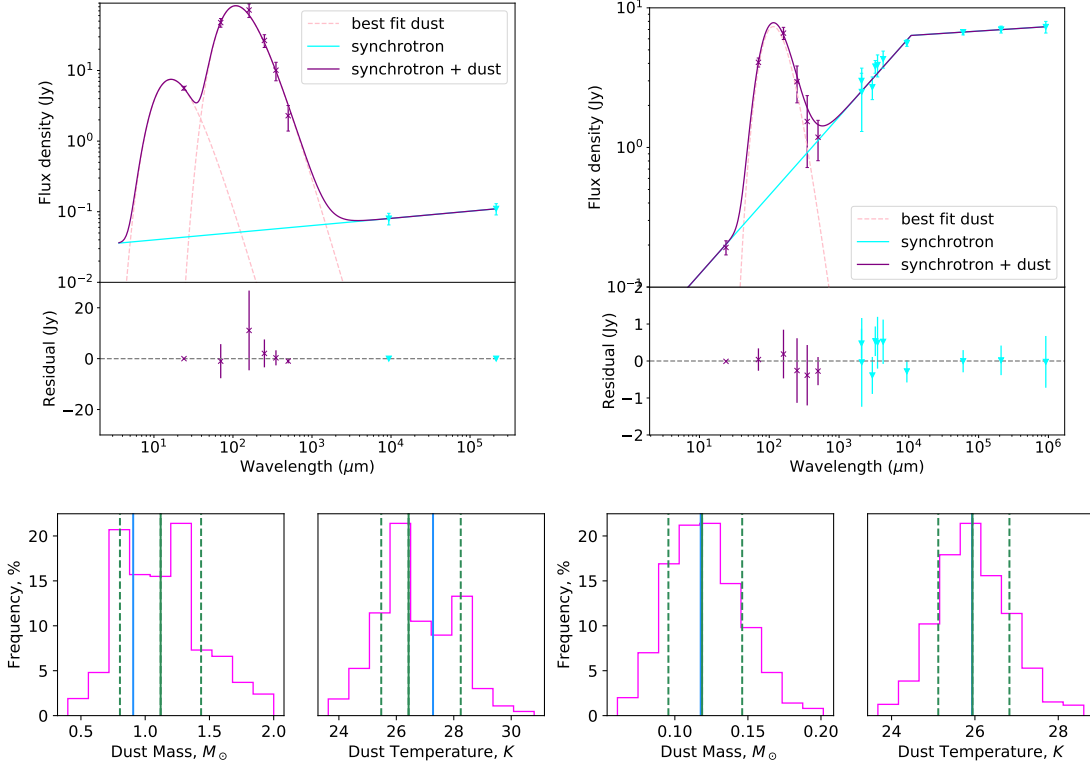 best fit dust
synchrotron
synchrotron + dust
Flux density (Jy)
10¹
10⁰
10⁻¹
10⁻²
Residual (Jy)
20
0
−20
10¹ 10² 10³ 10⁴ 10⁵
Wavelength (μm)
best fit dust
synchrotron
synchrotron + dust
Flux density (Jy)
10¹
10⁰
10⁻¹
Residual (Jy)
2
1
0
−1
−2
10¹ 10² 10³ 10⁴ 10⁵ 10⁶
Wavelength (μm)
Frequency, %
20
15
10
5
0
0.5 1.0 1.5 2.0
Dust Mass, M☉
24 26 28 30
Dust Temperature, K
Frequency, %
20
15
10
5
0
0.10 0.15 0.20
Dust Mass, M☉
24 26 28
Dust Temperature, K